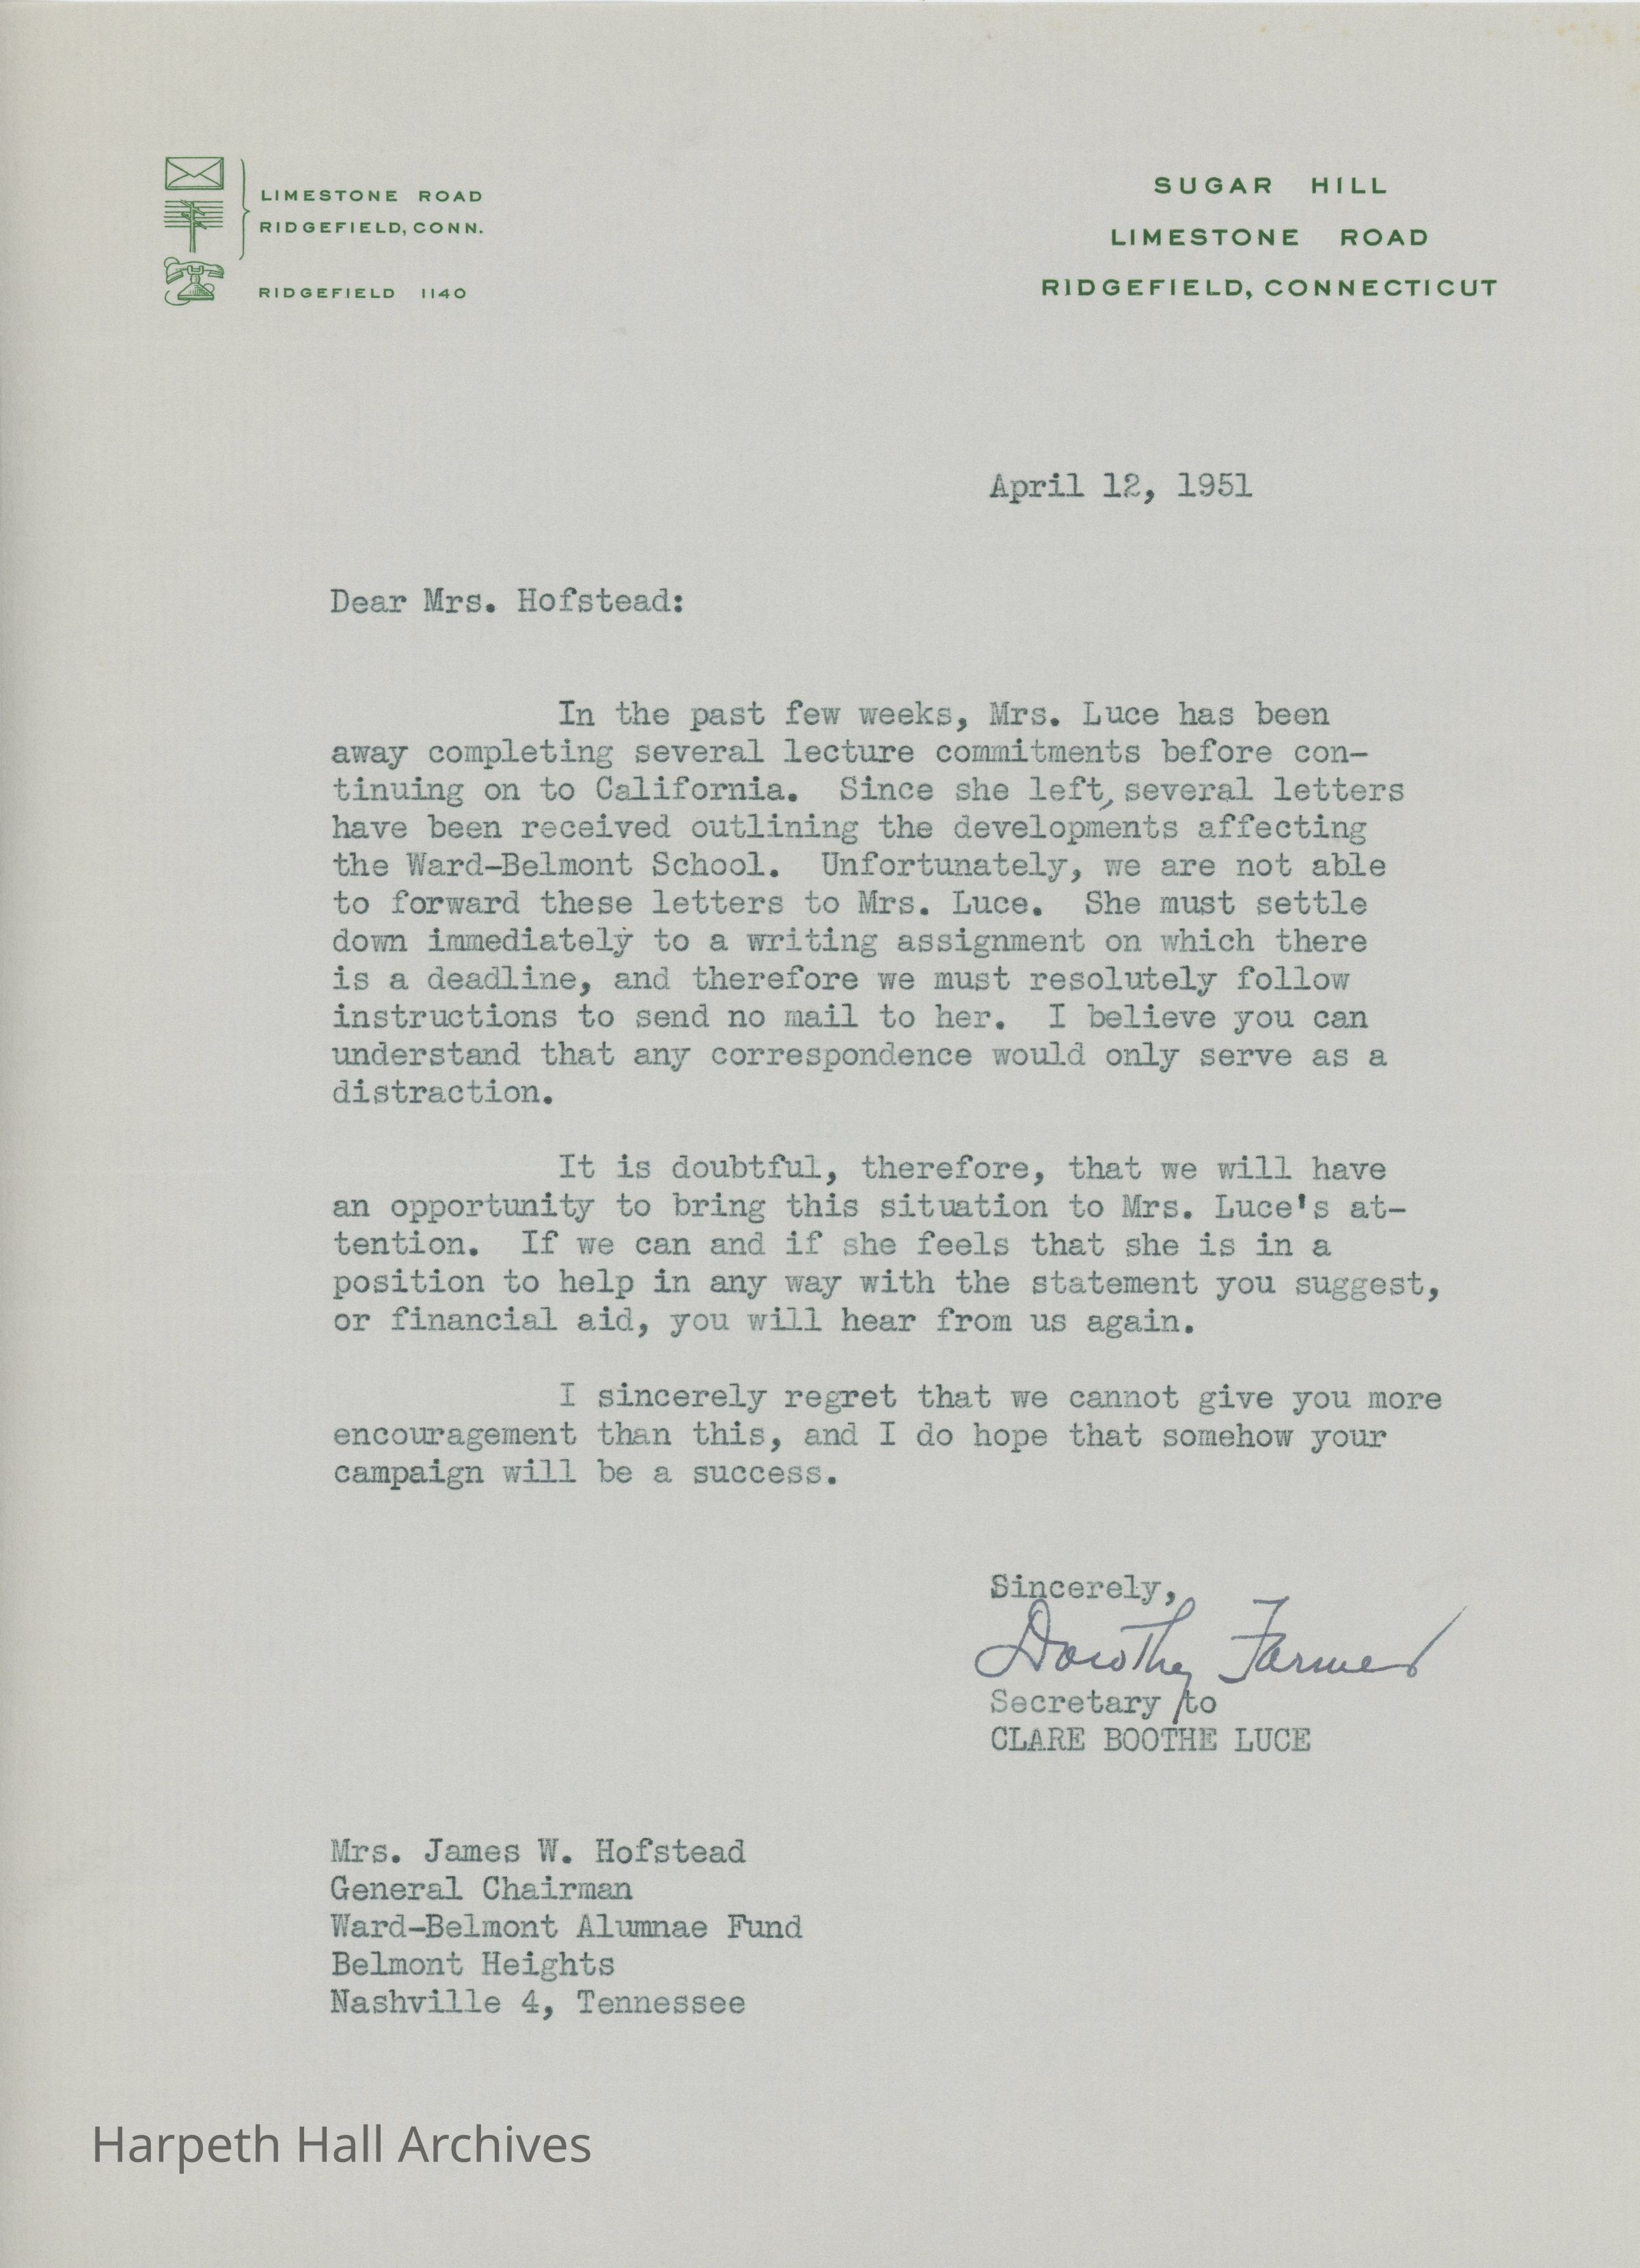 LIMESTONE ROAD
RIDGEFIELD, CONN.
RIDGEFIELD 1140
SUGAR HILL
LIMESTONE ROAD
RIDGEFIELD, CONNECTICUT
April 12, 1951
Dear Mrs. Hofstead:
In the past few weeks, Mrs. Luce has been
away completing several lecture commitments before con-
tinuing on to California. Since she left, several letters
have been received outlining the developments affecting
the Ward-Belmont School. Unfortunately, we are not able
to forward these letters to Mrs. Luce. She must settle
down immediately to a writing assignment on which there
is a deadline, and therefore we must resolutely follow
instructions to send no mail to her. I believe you can
understand that any correspondence would only serve as a
distraction.
It is doubtful, therefore, that we will have
an opportunity to bring this situation to Mrs. Luce's at-
tention. If we can and if she feels that she is in a
position to help in any way with the statement you suggest,
or financial aid, you will hear from us again.
I sincerely regret that we cannot give you more
encouragement than this, and I do hope that somehow your
campaign will be a success.
Sincerely,
Dorothy Farmer
Secretary to
CLARE BOOTHE LUCE
Mrs. James W. Hofstead
General Chairman
Ward-Belmont Alumnae Fund
Belmont Heights
Nashville 4, Tennessee
Harpeth Hall Archives